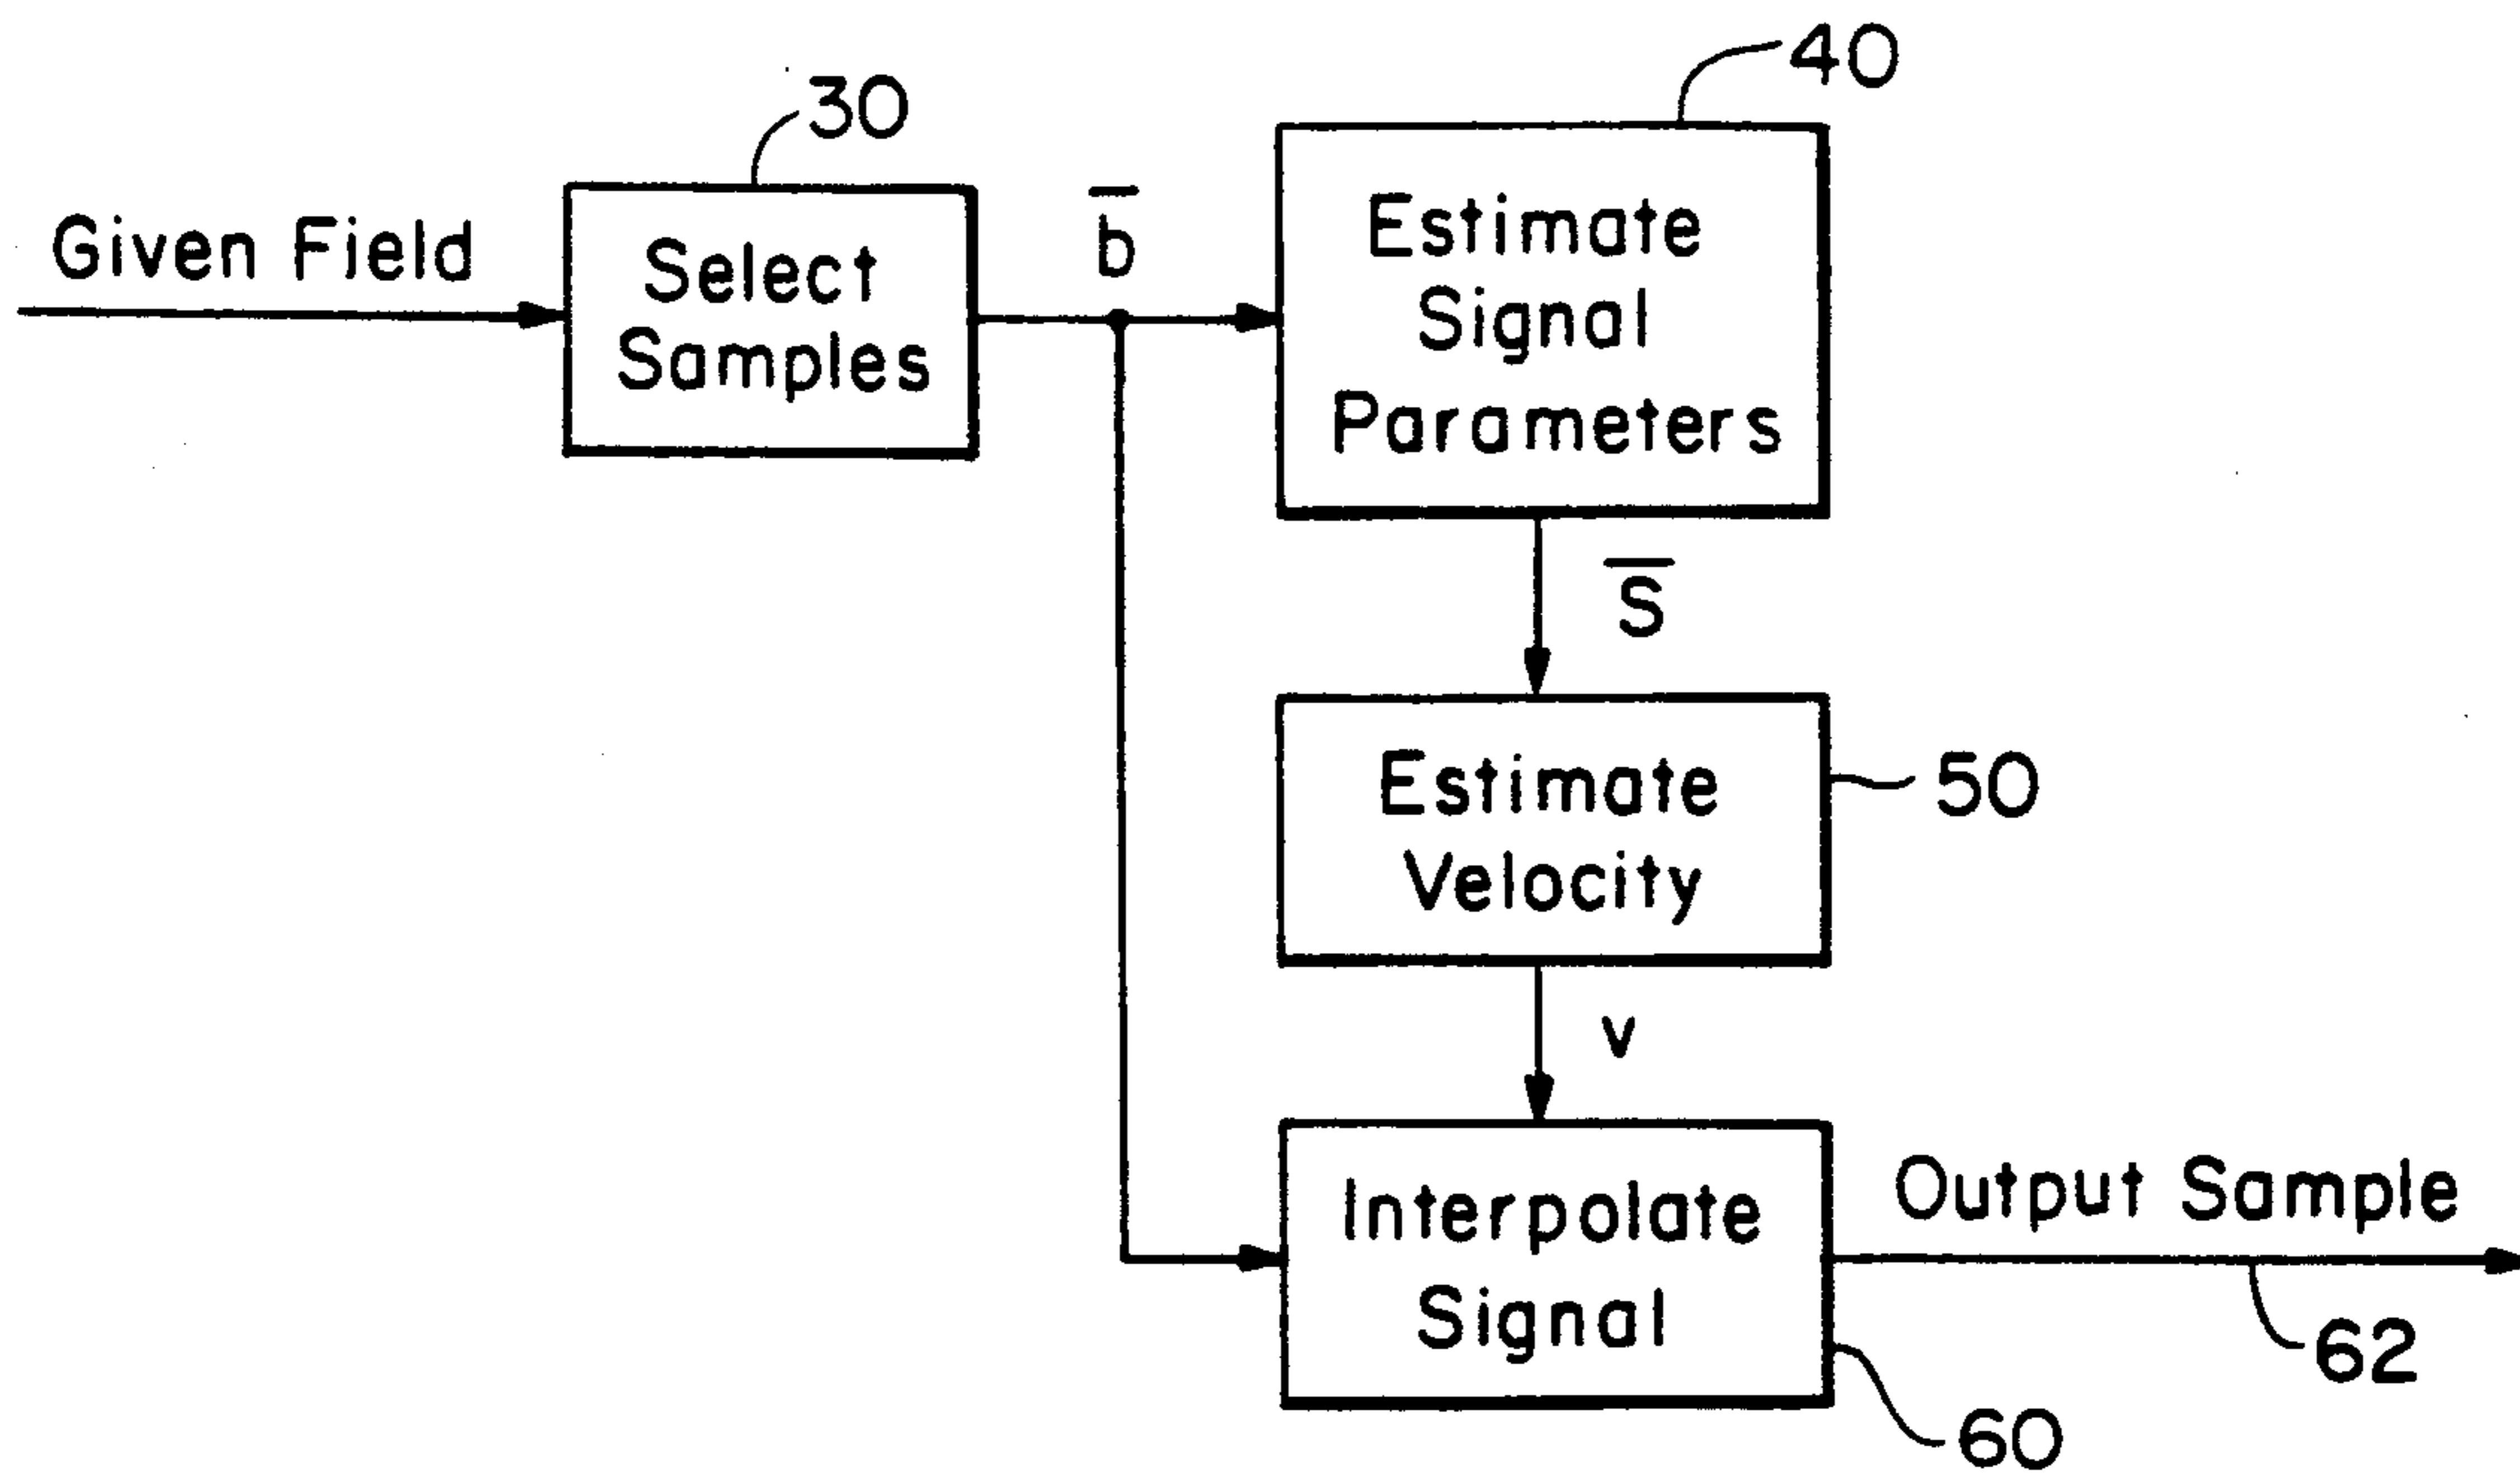 40
30
Given Field
Select
Samples
b̅
Estimate
Signal
Parameters
S̅
Estimate
Velocity
50
v
Interpolate
Signal
Output Sample
62
60